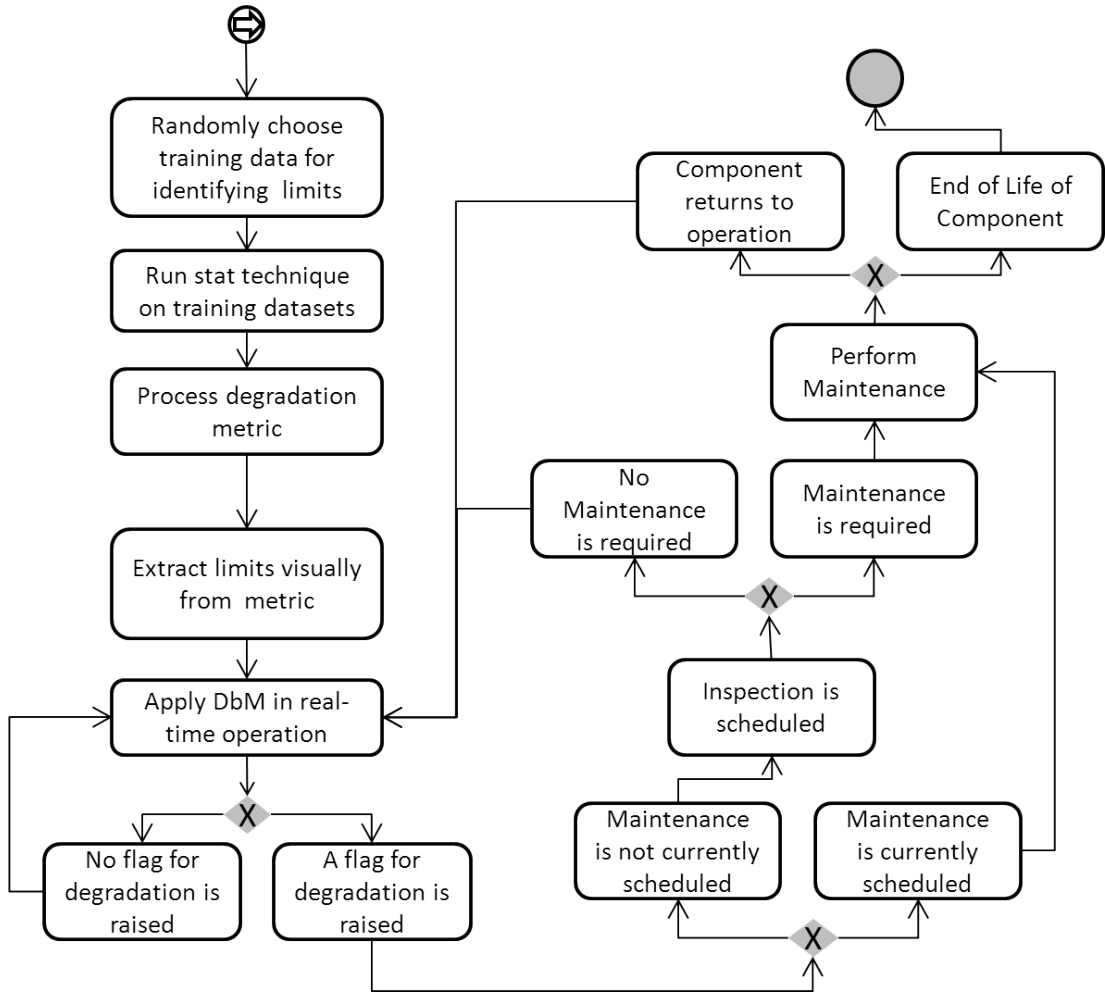 Randomly choose
training data for
identifying limits
Run stat technique
on training datasets
Process degradation
metric
Extract limits visually
from metric
Apply DbM in real-
time operation
X
No flag for
degradation is
raised
A flag for
degradation is
raised
X
Maintenance
is not currently
scheduled
Maintenance
is currently
scheduled
Inspection is
scheduled
X
No
Maintenance
is required
Maintenance
is required
Perform
Maintenance
X
Component
returns to
operation
End of Life of
Component